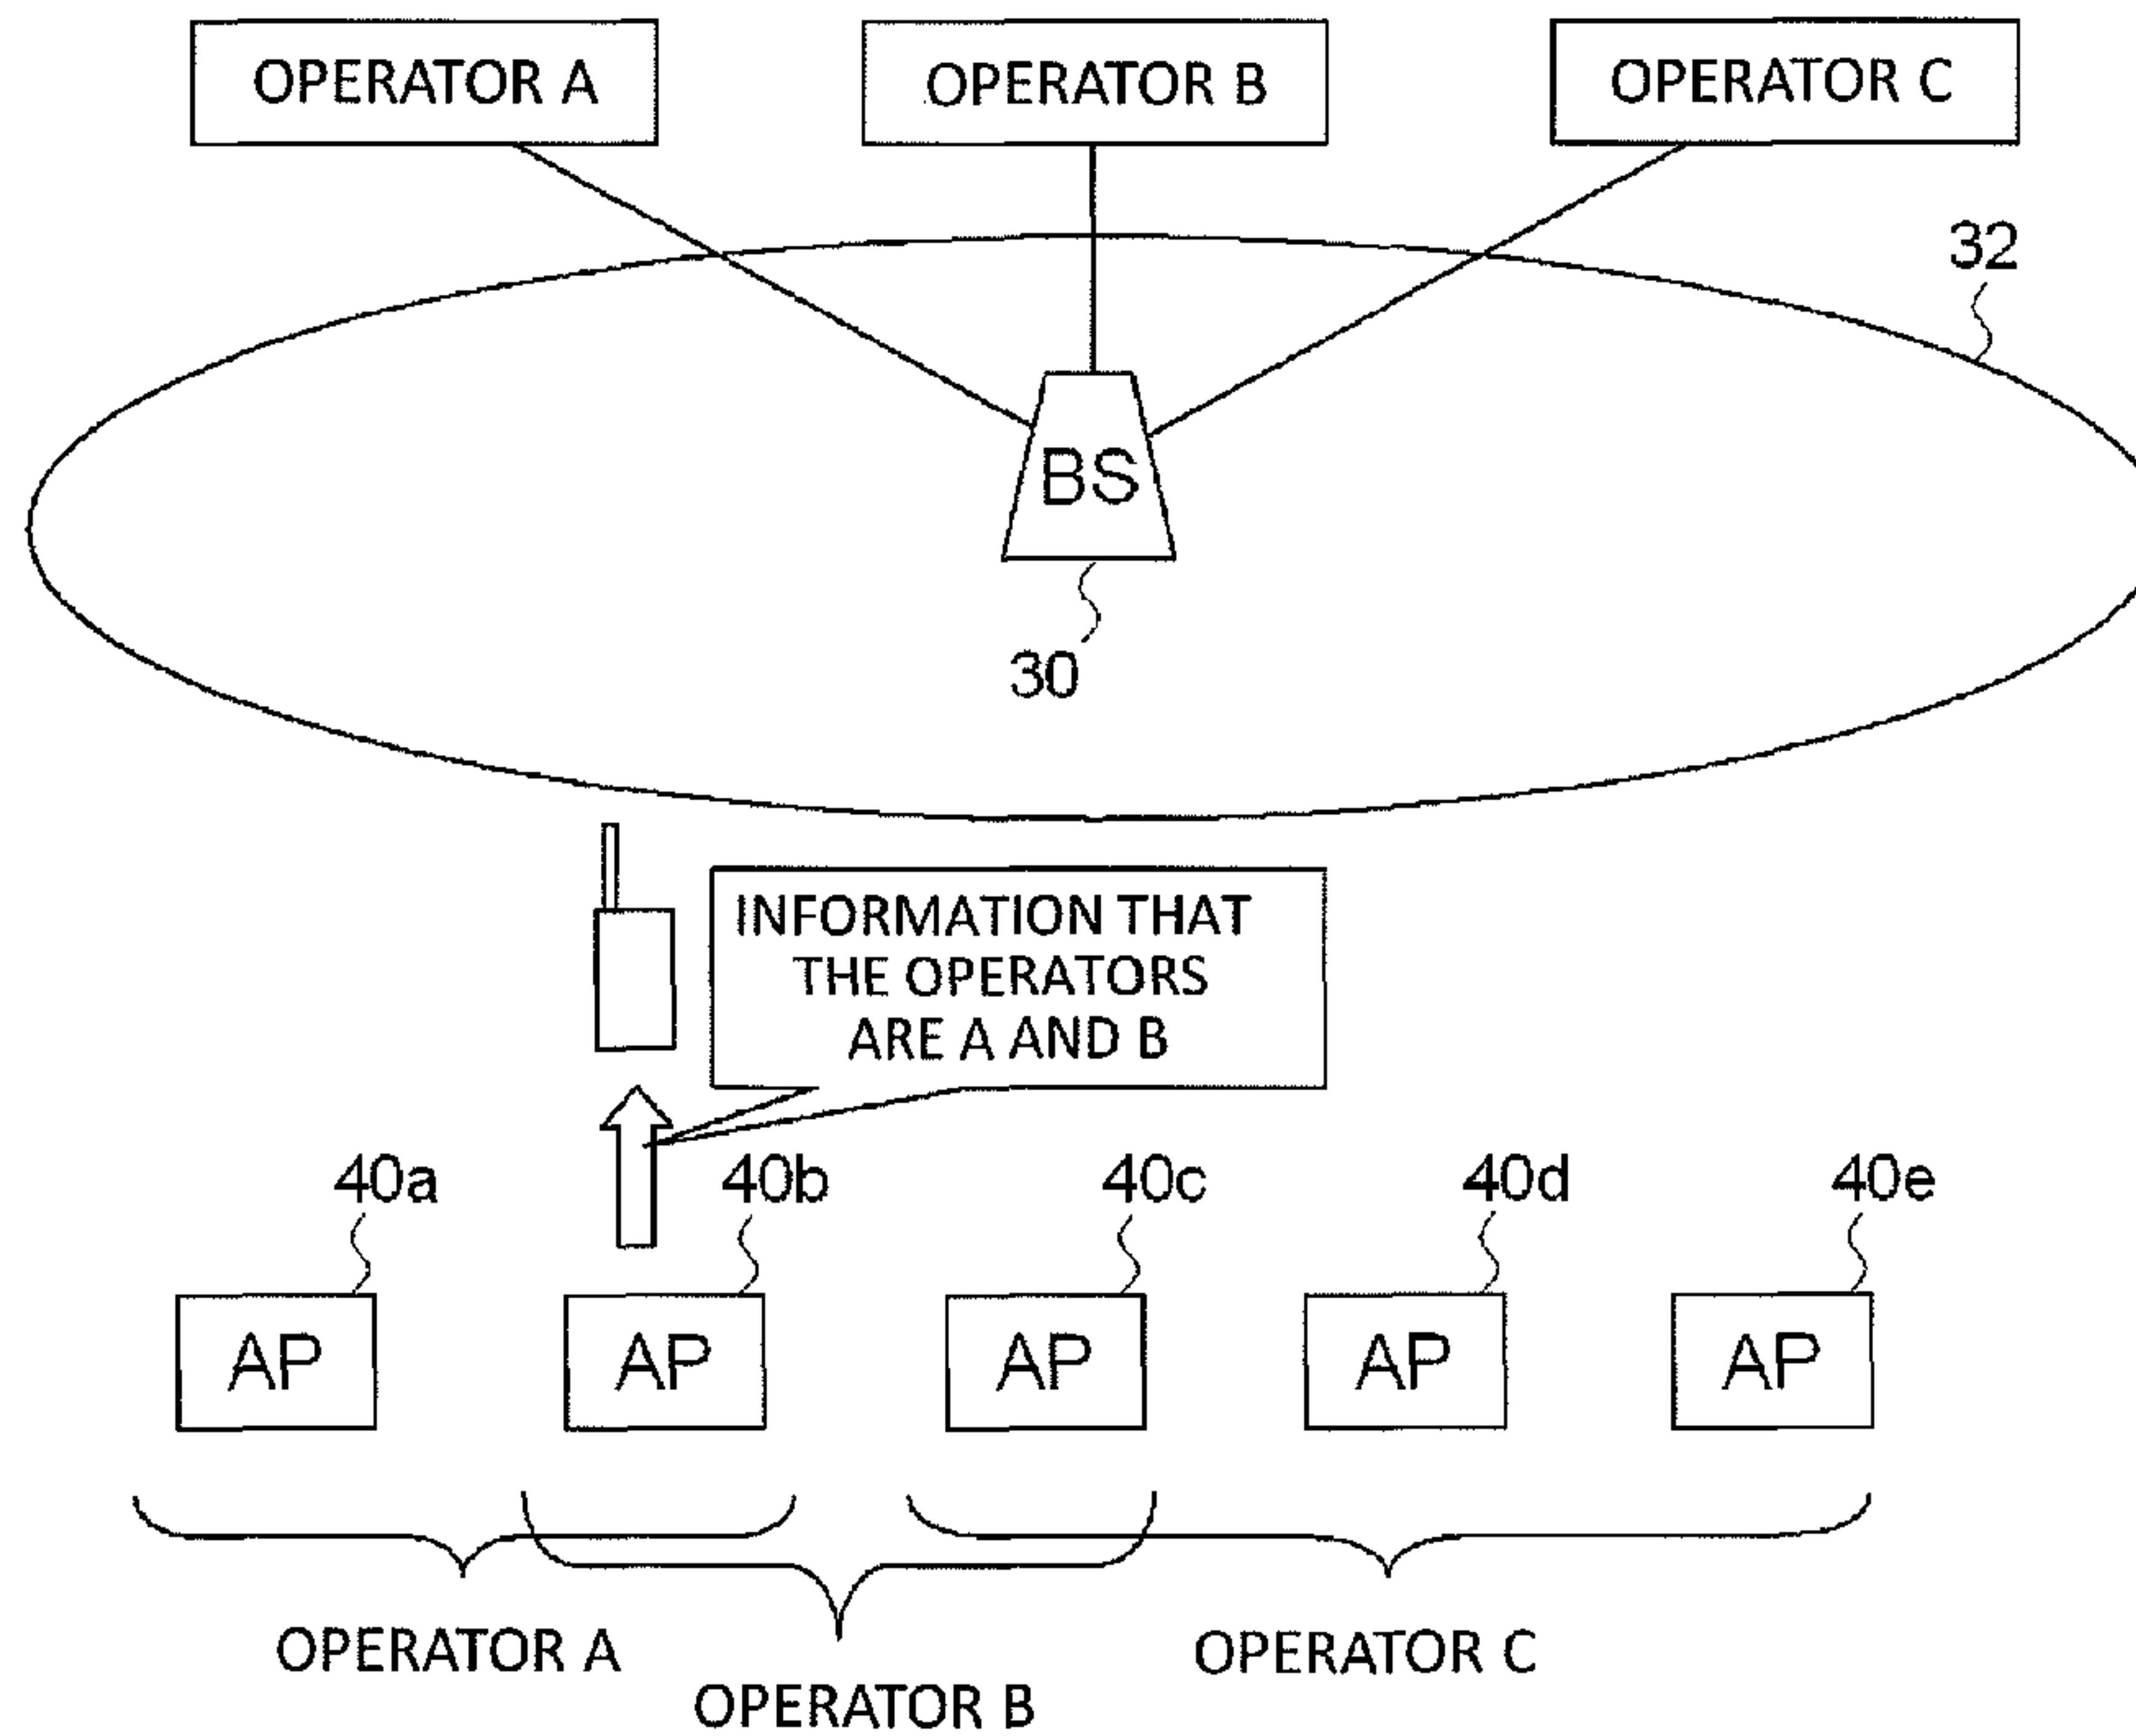 OPERATOR A
OPERATOR B
OPERATOR C
32
BS
30
INFORMATION THAT
THE OPERATORS
ARE A AND B
40a
40b
40c
40d
40e
AP
AP
AP
AP
AP
OPERATOR A
OPERATOR B
OPERATOR C